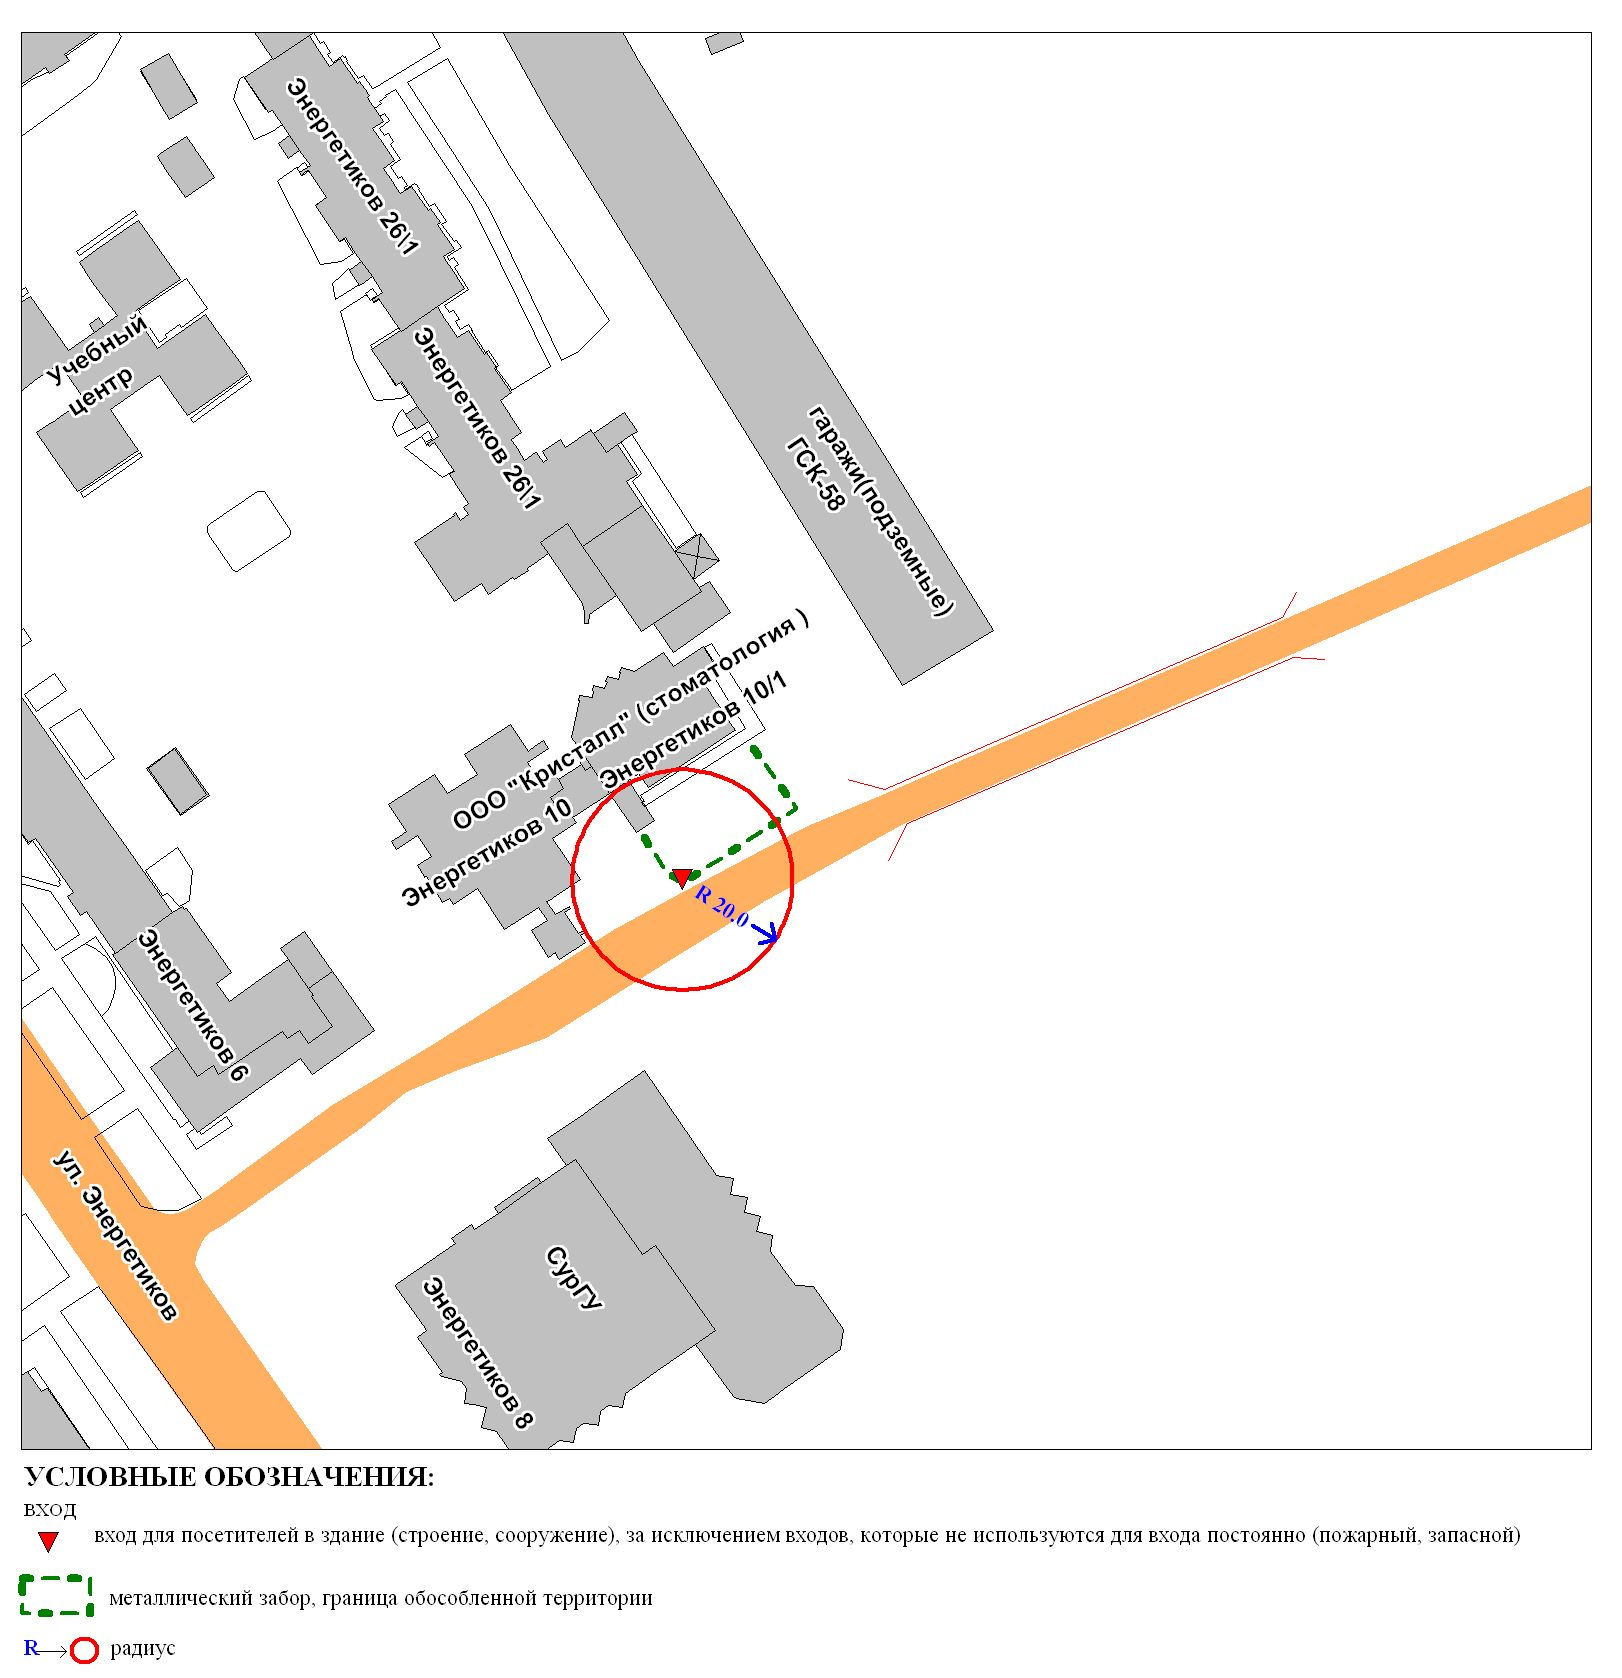 Энергетиков 26\1
Учебный
центр
Энергетиков 26\1
гаражи(подземные)
ГСК-58
ООО "Кристалл" (стоматология )
Энергетиков 10/1
Энергетиков 10
R 20.0
Энергетиков 6
ул. Энергетиков
СурГУ
Энергетиков 8
УСЛОВНЫЕ ОБОЗНАЧЕНИЯ:
ВХОД
вход для посетителей в здание (строение, сооружение), за исключением входов, которые не используются для входа постоянно (пожарный, запасной)
металлический забор, граница обособленной территории
R радиус